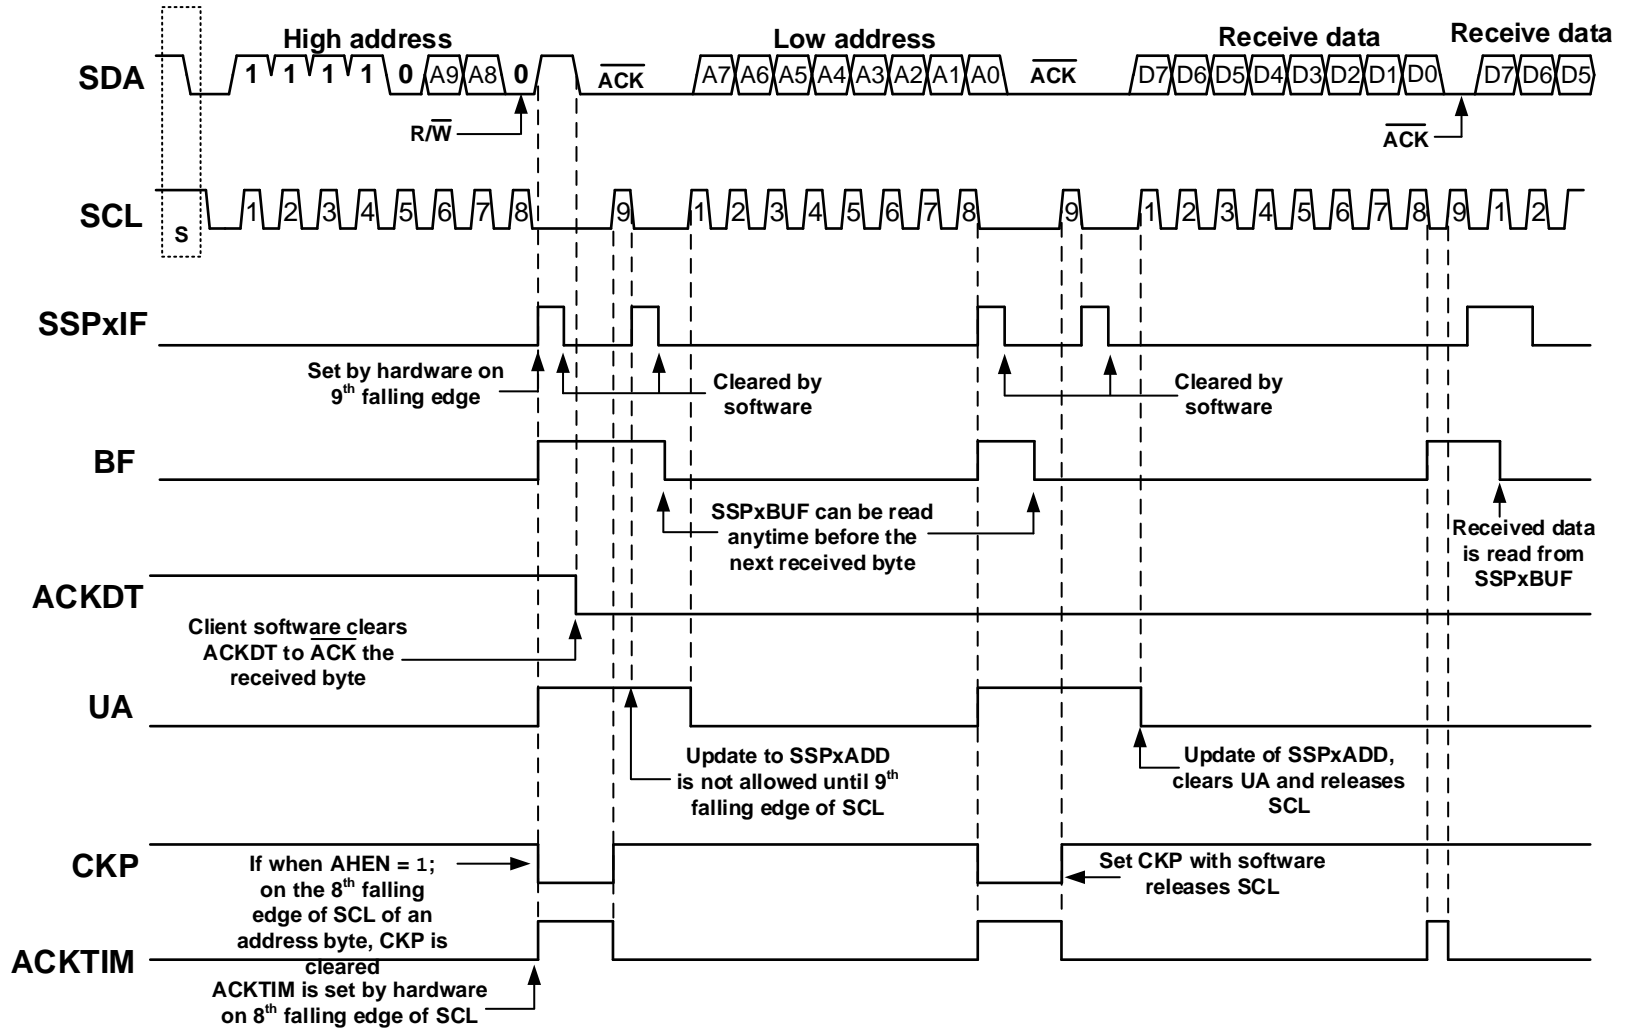 High address
Low address
Receive data
Receive data
SDA
1 1 1 1 0 A9 A8 0
ACK
A7 A6 A5 A4 A3 A2 A1 A0
ACK
D7 D6 D5 D4 D3 D2 D1 D0
D7 D6 D5
R/W
ACK
SCL
S
1 2 3 4 5 6 7 8 9
1 2 3 4 5 6 7 8 9
1 2 3 4 5 6 7 8 9 1 2
SSPxIF
Set by hardware on
9th falling edge
Cleared by
software
Cleared by
software
BF
SSPxBUF can be read
anytime before the
next received byte
Received data
is read from
SSPxBUF
ACKDT
Client software clears
ACKDT to ACK the
received byte
UA
Update to SSPxADD
is not allowed until 9th
falling edge of SCL
Update of SSPxADD,
clears UA and releases
SCL
CKP
If when AHEN = 1;
on the 8th falling
edge of SCL of an
address byte, CKP is
cleared
Set CKP with software
releases SCL
ACKTIM
ACKTIM is set by hardware
on 8th falling edge of SCL